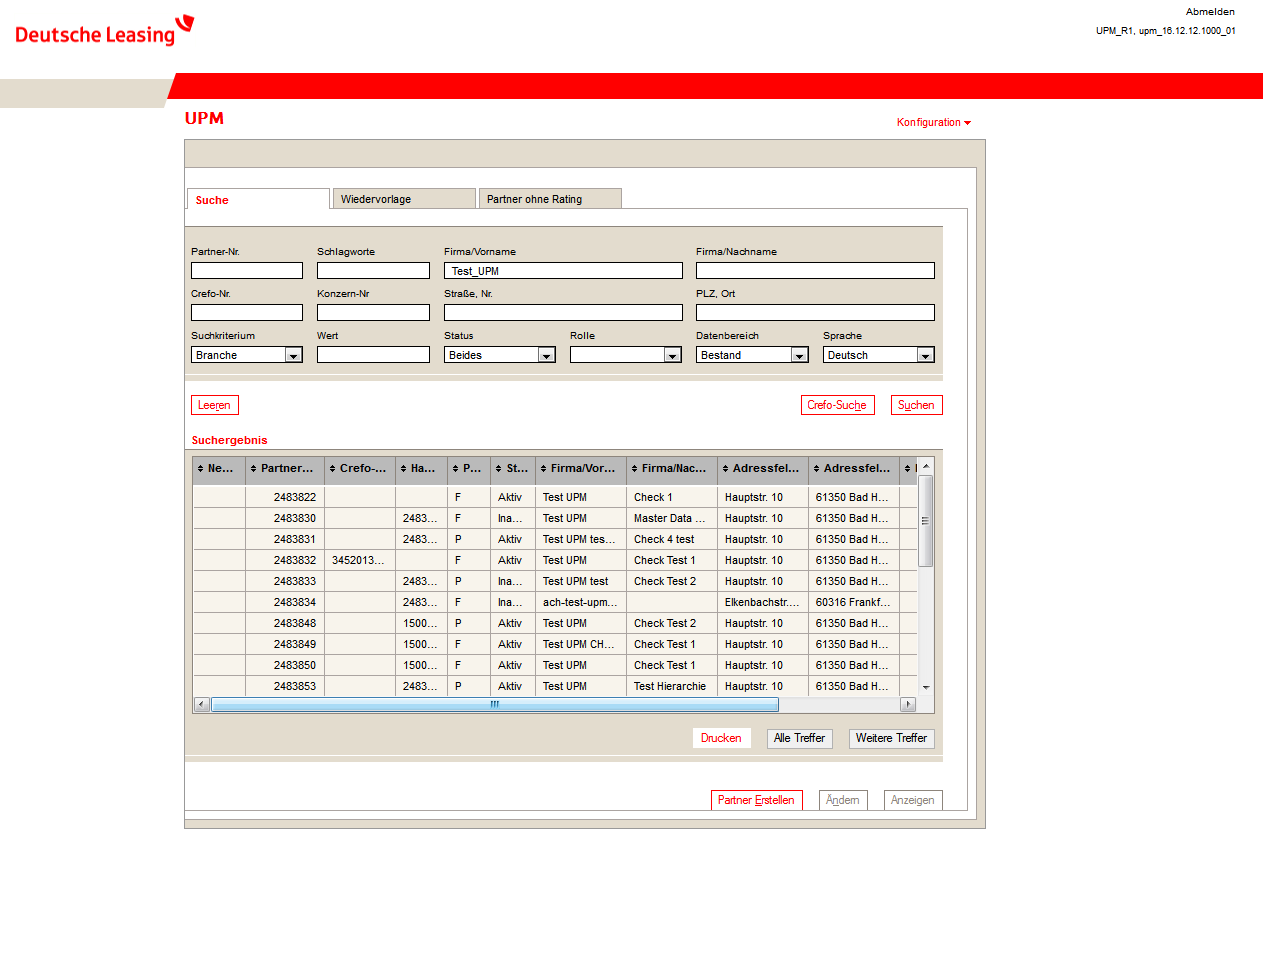 Abmelden
Deutsche Leasing
UPM_R1, upm_16.12.12.1000_01
UPM
Konfiguration
Suche Wiedervorlage Partner ohne Rating
Partner-Nr. Schlagworte Firma/Vorname Firma/Nachname
Test_UPM
Crefo-Nr. Konzern-Nr Straße, Nr. PLZ, Ort
Suchkriterium Wert Status Rolle Datenbereich Sprache
Branche Beides Bestand Deutsch
Leeren Crefo-Suche Suchen
Suchergebnis
Ne... Partner... Crefo-... Ha... P... St... Firma/Vor... Firma/Nac... Adressfel... Adressfel...
2483822 F Aktiv Test UPM Check 1 Hauptstr. 10 61350 Bad H...
2483830 2483... F Ina... Test UPM Master Data ... Hauptstr. 10 61350 Bad H...
2483831 2483... P Aktiv Test UPM tes... Check 4 test Hauptstr. 10 61350 Bad H...
2483832 3452013... F Aktiv Test UPM Check Test 1 Hauptstr. 10 61350 Bad H...
2483833 2483... P Ina... Test UPM test Check Test 2 Hauptstr. 10 61350 Bad H...
2483834 2483... F Ina... ach-test-upm... Elkenbachstr.... 60316 Frankf...
2483848 1500... P Aktiv Test UPM Check Test 2 Hauptstr. 10 61350 Bad H...
2483849 1500... F Aktiv Test UPM CH... Check Test 1 Hauptstr. 10 61350 Bad H...
2483850 1500... F Aktiv Test UPM Check Test 1 Hauptstr. 10 61350 Bad H...
2483853 2483... P Aktiv Test UPM Test Hierarchie Hauptstr. 10 61350 Bad H...
Drucken Alle Treffer Weitere Treffer
Partner Erstellen Ändern Anzeigen